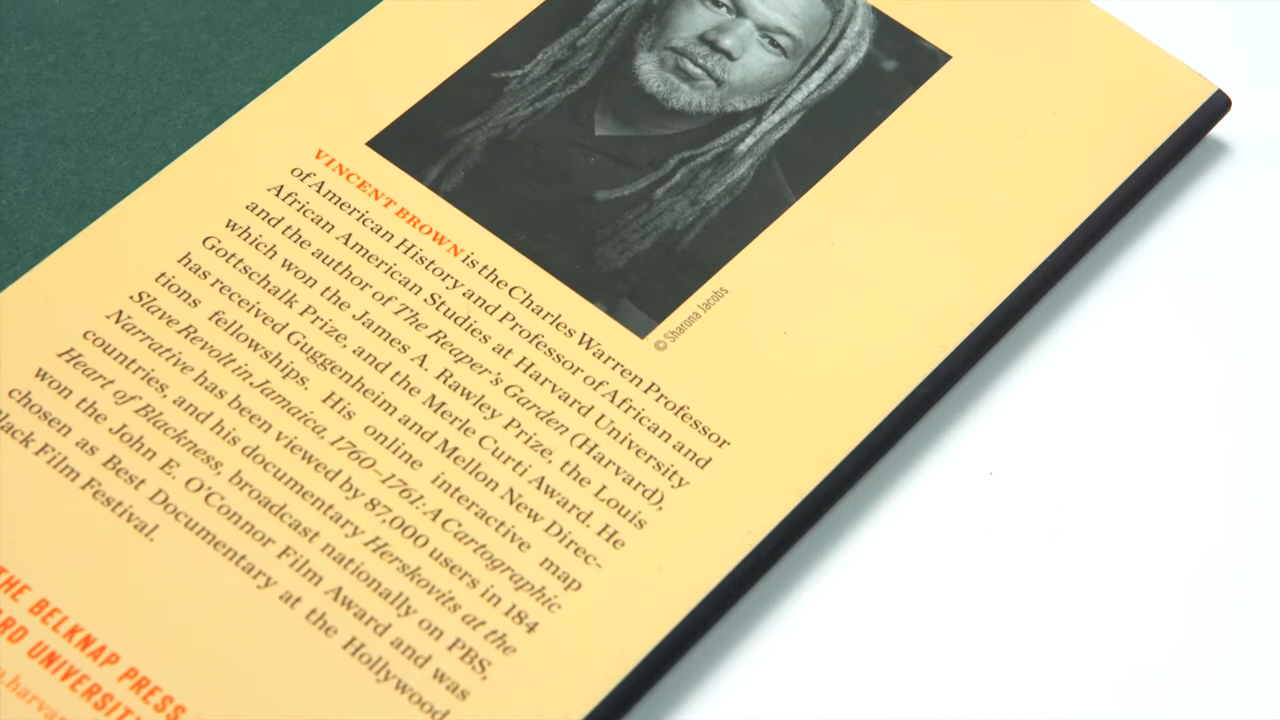 © Sharona Jacobs
VINCENT BROWN is the Charles Warren Professor
of American History and Professor of African and
African American Studies at Harvard University
and the author of The Reaper's Garden (Harvard),
which won the James A. Rawley Prize, the Louis
Gottschalk Prize, and the Merle Curti Award. He
has received Guggenheim and Mellon New Direc-
tions fellowships. His online interactive map
Slave Revolt in Jamaica, 1760–1761: A Cartographic
Narrative has been viewed by 87,000 users in 184
countries, and his documentary Herskovits at the
Heart of Blackness, broadcast nationally on PBS,
won the John E. O'Connor Film Award and was
chosen as Best Documentary at the Hollywood
lack Film Festival.
THE BELKNAP PRESS
RD UNIVERSITY